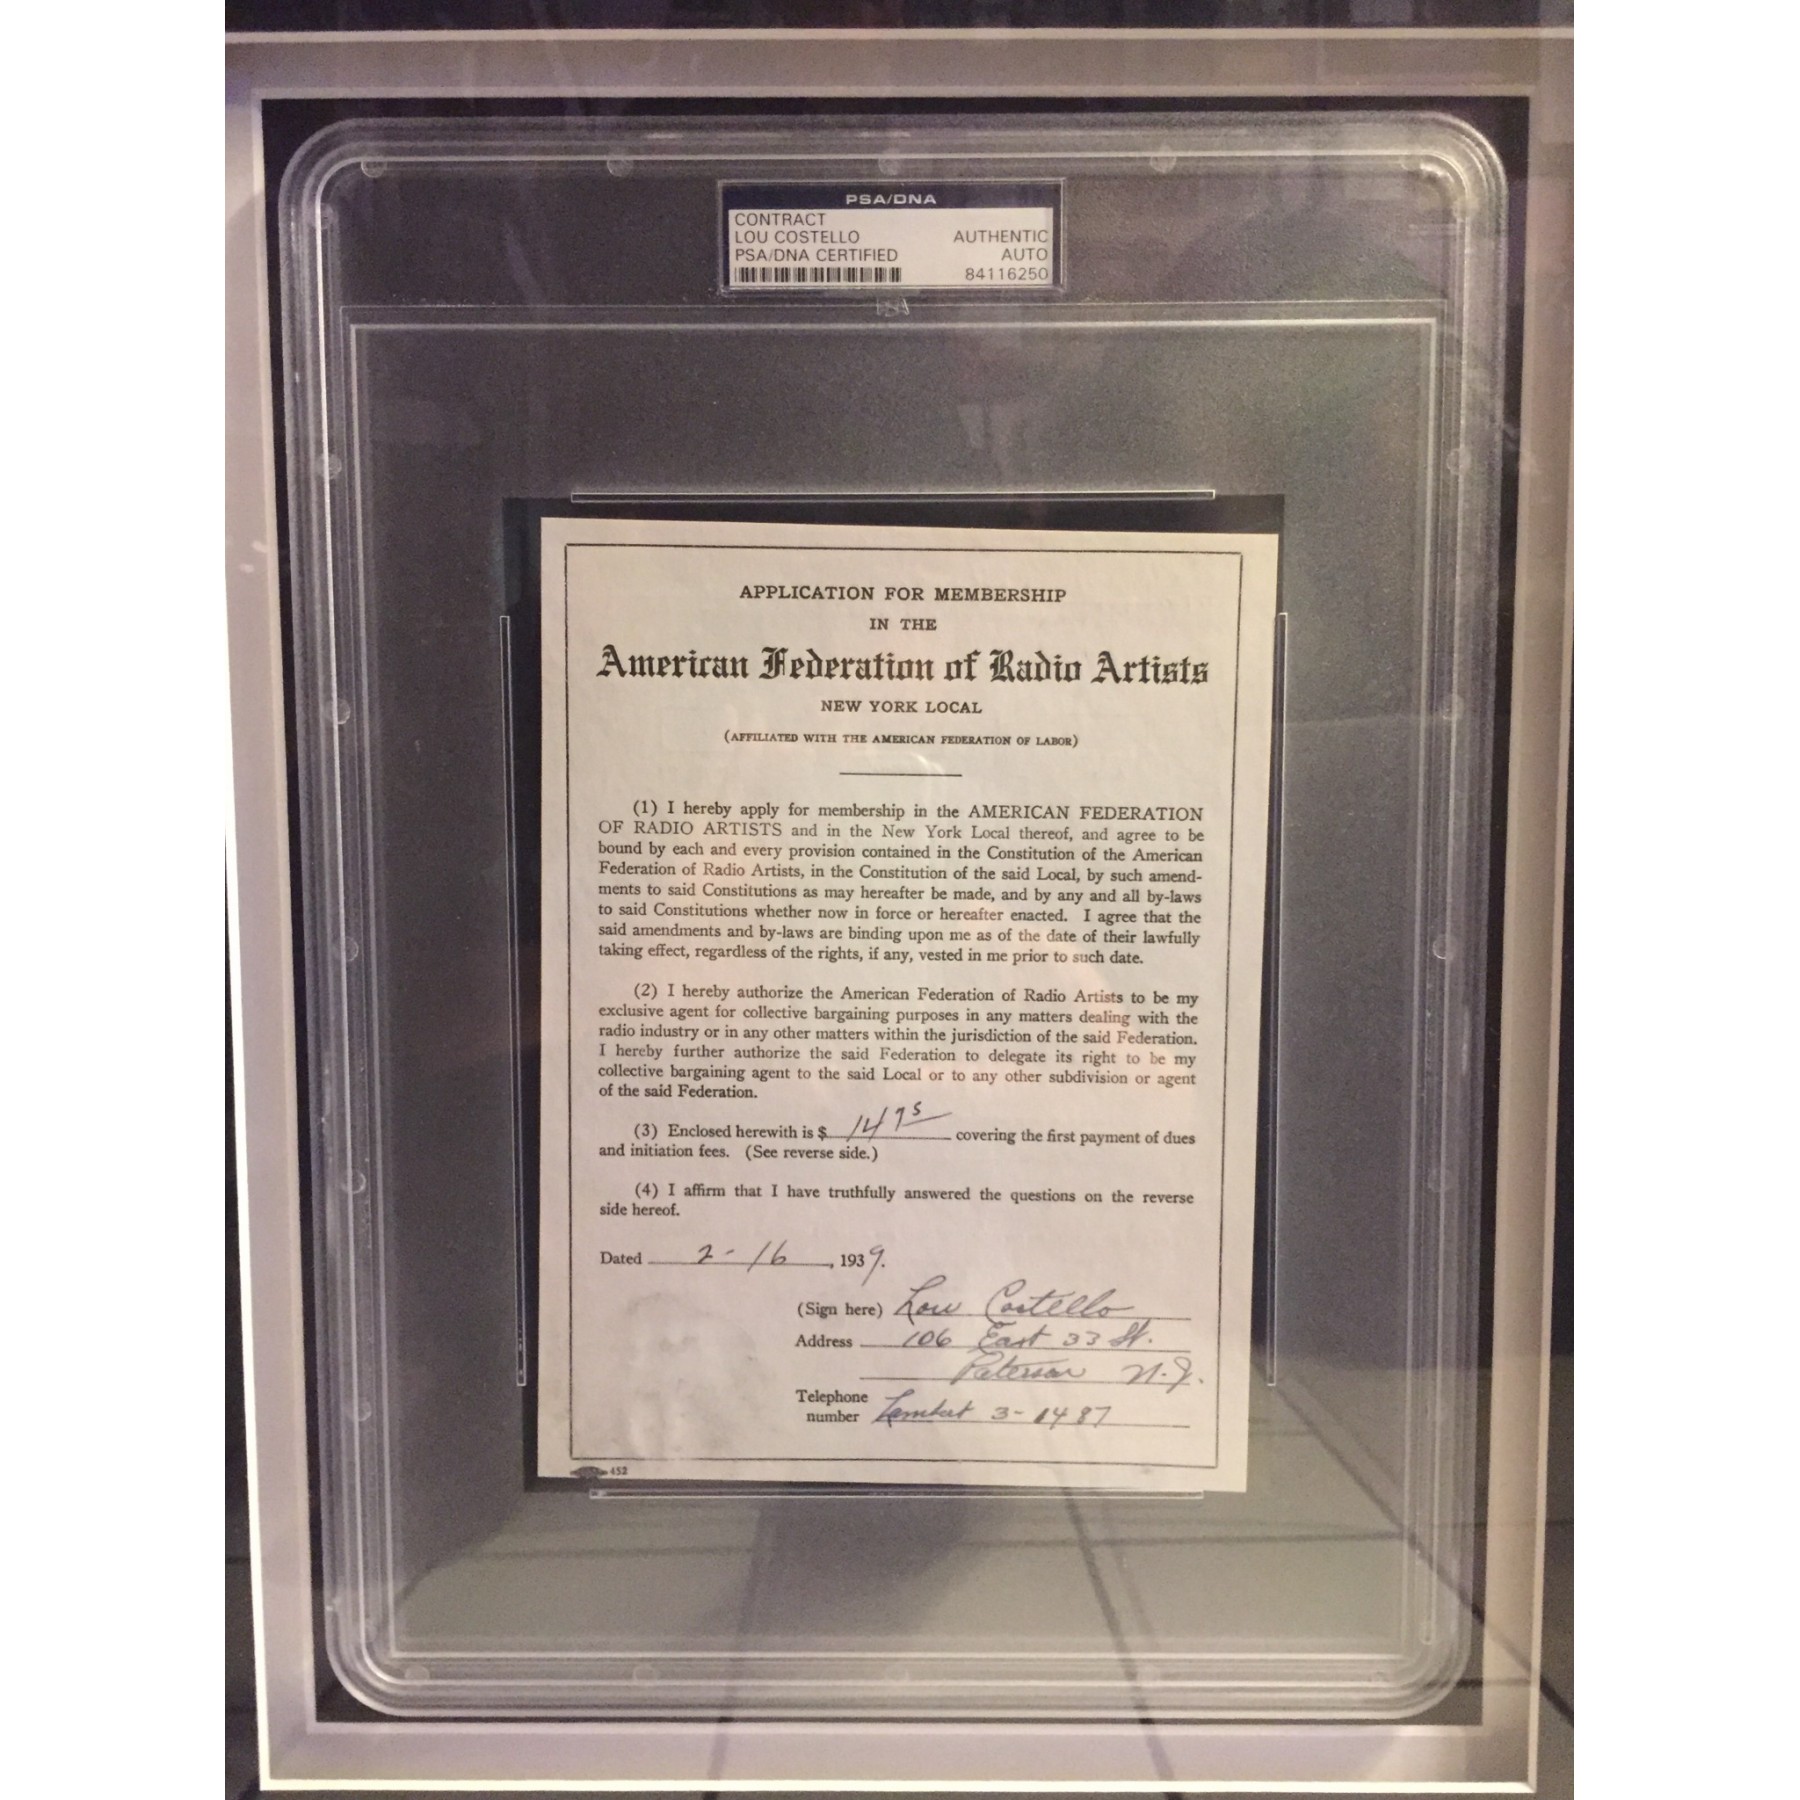 PSA/DNA
CONTRACT
LOU COSTELLO AUTHENTIC
PSA/DNA CERTIFIED AUTO
84116250
PSA
APPLICATION FOR MEMBERSHIP
IN THE
American Federation of Radio Artists
NEW YORK LOCAL
(AFFILIATED WITH THE AMERICAN FEDERATION OF LABOR)
(1) I hereby apply for membership in the AMERICAN FEDERATION
OF RADIO ARTISTS and in the New York Local thereof, and agree to be
bound by each and every provision contained in the Constitution of the American
Federation of Radio Artists, in the Constitution of the said Local, by such amend-
ments to said Constitutions as may hereafter be made, and by any and all by-laws
to said Constitutions whether now in force or hereafter enacted. I agree that the
said amendments and by-laws are binding upon me as of the date of their lawfully
taking effect, regardless of the rights, if any, vested in me prior to such date.
(2) I hereby authorize the American Federation of Radio Artists to be my
exclusive agent for collective bargaining purposes in any matters dealing with the
radio industry or in any other matters within the jurisdiction of the said Federation.
I hereby further authorize the said Federation to delegate its right to be my
collective bargaining agent to the said Local or to any other subdivision or agent
of the said Federation.
(3) Enclosed herewith is $ 14 75 covering the first payment of dues
and initiation fees. (See reverse side.)
(4) I affirm that I have truthfully answered the questions on the reverse
side hereof.
Dated 2-16, 1939.
(Sign here) Lou Costello
Address 106 East 33 St.
Paterson N.J.
Telephone
number Lambert 3-1487
452